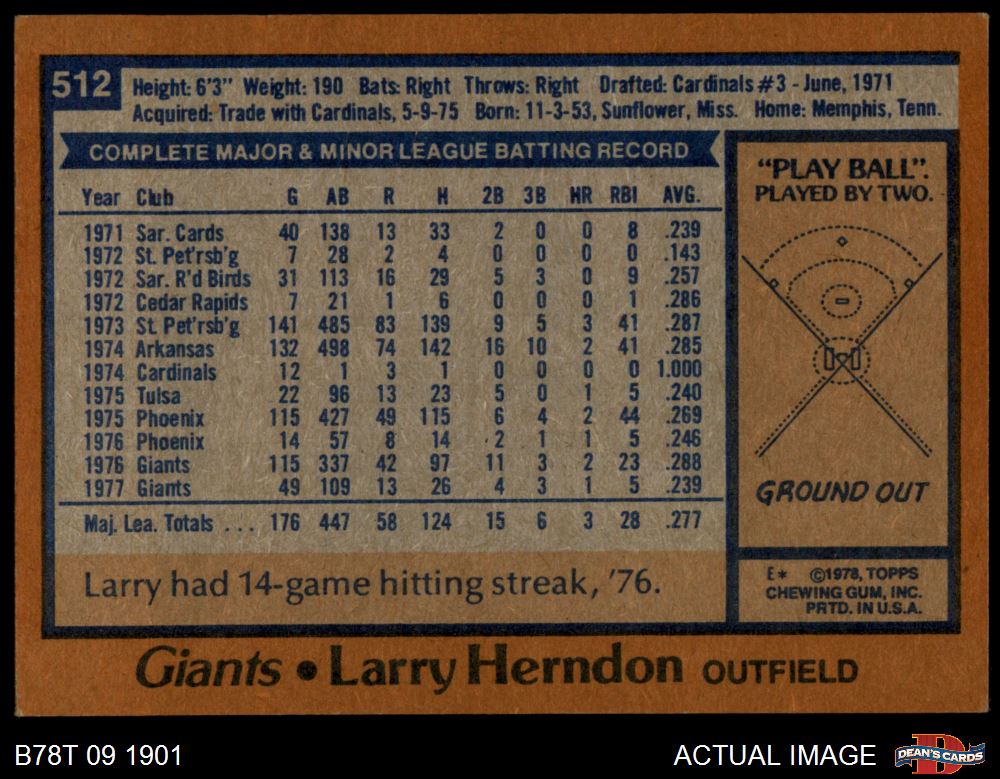 512
Height: 6'3" Weight: 190 Bats: Right Throws: Right Drafted: Cardinals #3 - June, 1971
Acquired: Trade with Cardinals, 5-9-75 Born: 11-3-53, Sunflower, Miss. Home: Memphis, Tenn.
COMPLETE MAJOR & MINOR LEAGUE BATTING RECORD
Year Club G AB R H 2B 3B HR RBI AVG.
1971 Sar. Cards 40 138 13 33 2 0 0 8 .239
1972 St. Pet'rsb'g 7 28 2 4 0 0 0 0 .143
1972 Sar. R'd Birds 31 113 16 29 5 3 0 9 .257
1972 Cedar Rapids 7 21 1 6 0 0 0 1 .286
1973 St. Pet'rsb'g 141 485 83 139 9 5 3 41 .287
1974 Arkansas 132 498 74 142 16 10 2 41 .285
1974 Cardinals 12 1 3 1 0 0 0 0 1.000
1975 Tulsa 22 96 13 23 5 0 1 5 .240
1975 Phoenix 115 427 49 115 6 4 2 44 .269
1976 Phoenix 14 57 8 14 2 1 1 5 .246
1976 Giants 115 337 42 97 11 3 2 23 .288
1977 Giants 49 109 13 26 4 3 1 5 .239
Maj. Lea. Totals . . . 176 447 58 124 15 6 3 28 .277
Larry had 14-game hitting streak, '76.
"PLAY BALL".
PLAYED BY TWO.
GROUND OUT
E* ©1978, TOPPS
CHEWING GUM, INC.
PRTD. IN U.S.A.
Giants • Larry Herndon OUTFIELD
B78T 09 1901
ACTUAL IMAGE
DEAN'S CARDS